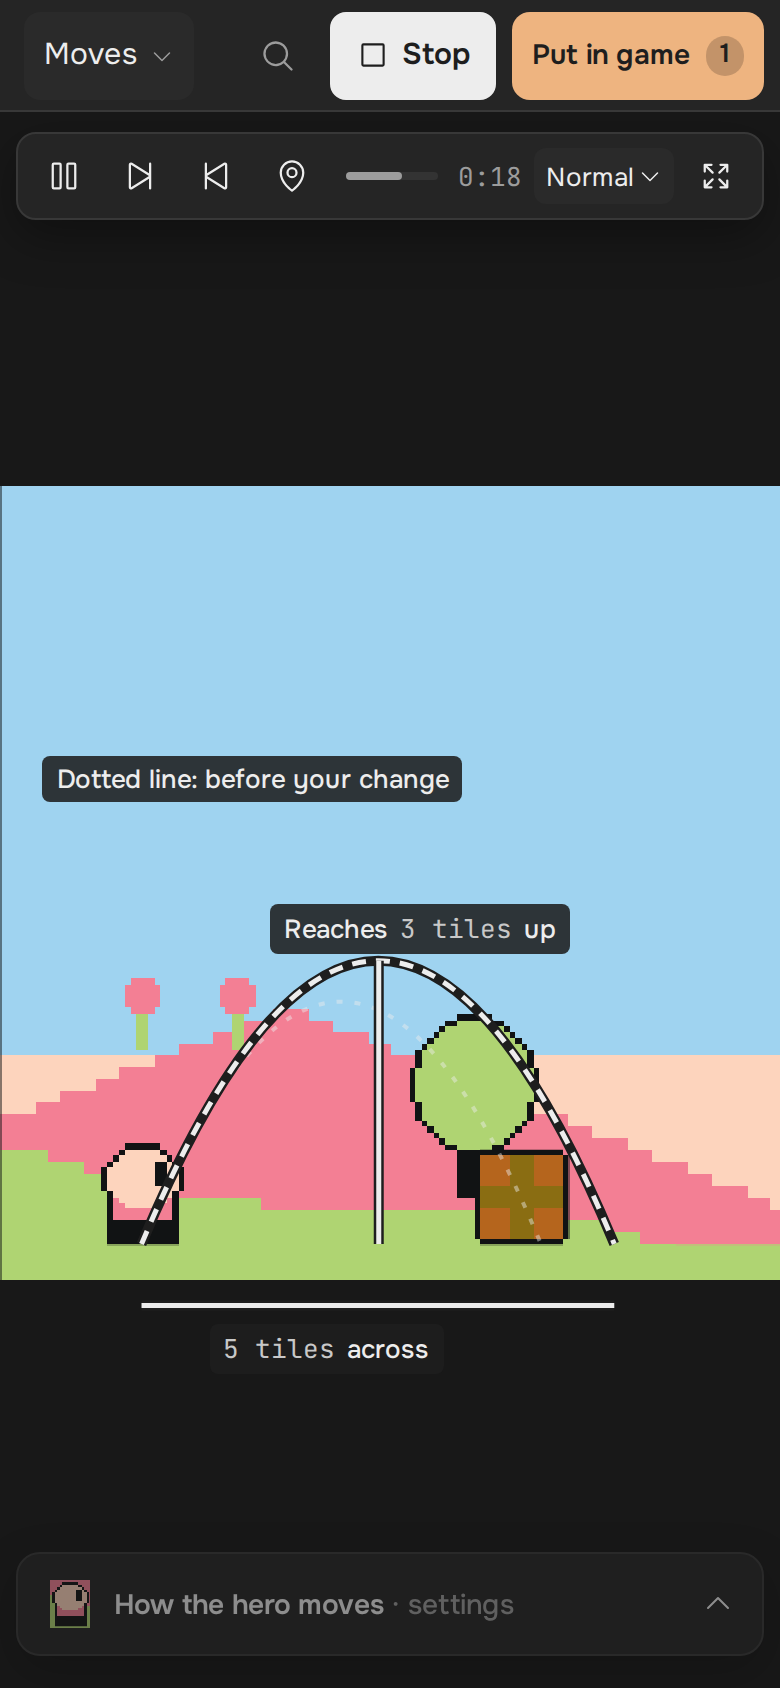 Moves
Stop
Put in game 1
0:18
Normal
Dotted line: before your change
Reaches 3 tiles up
5 tiles across
How the hero moves · settings